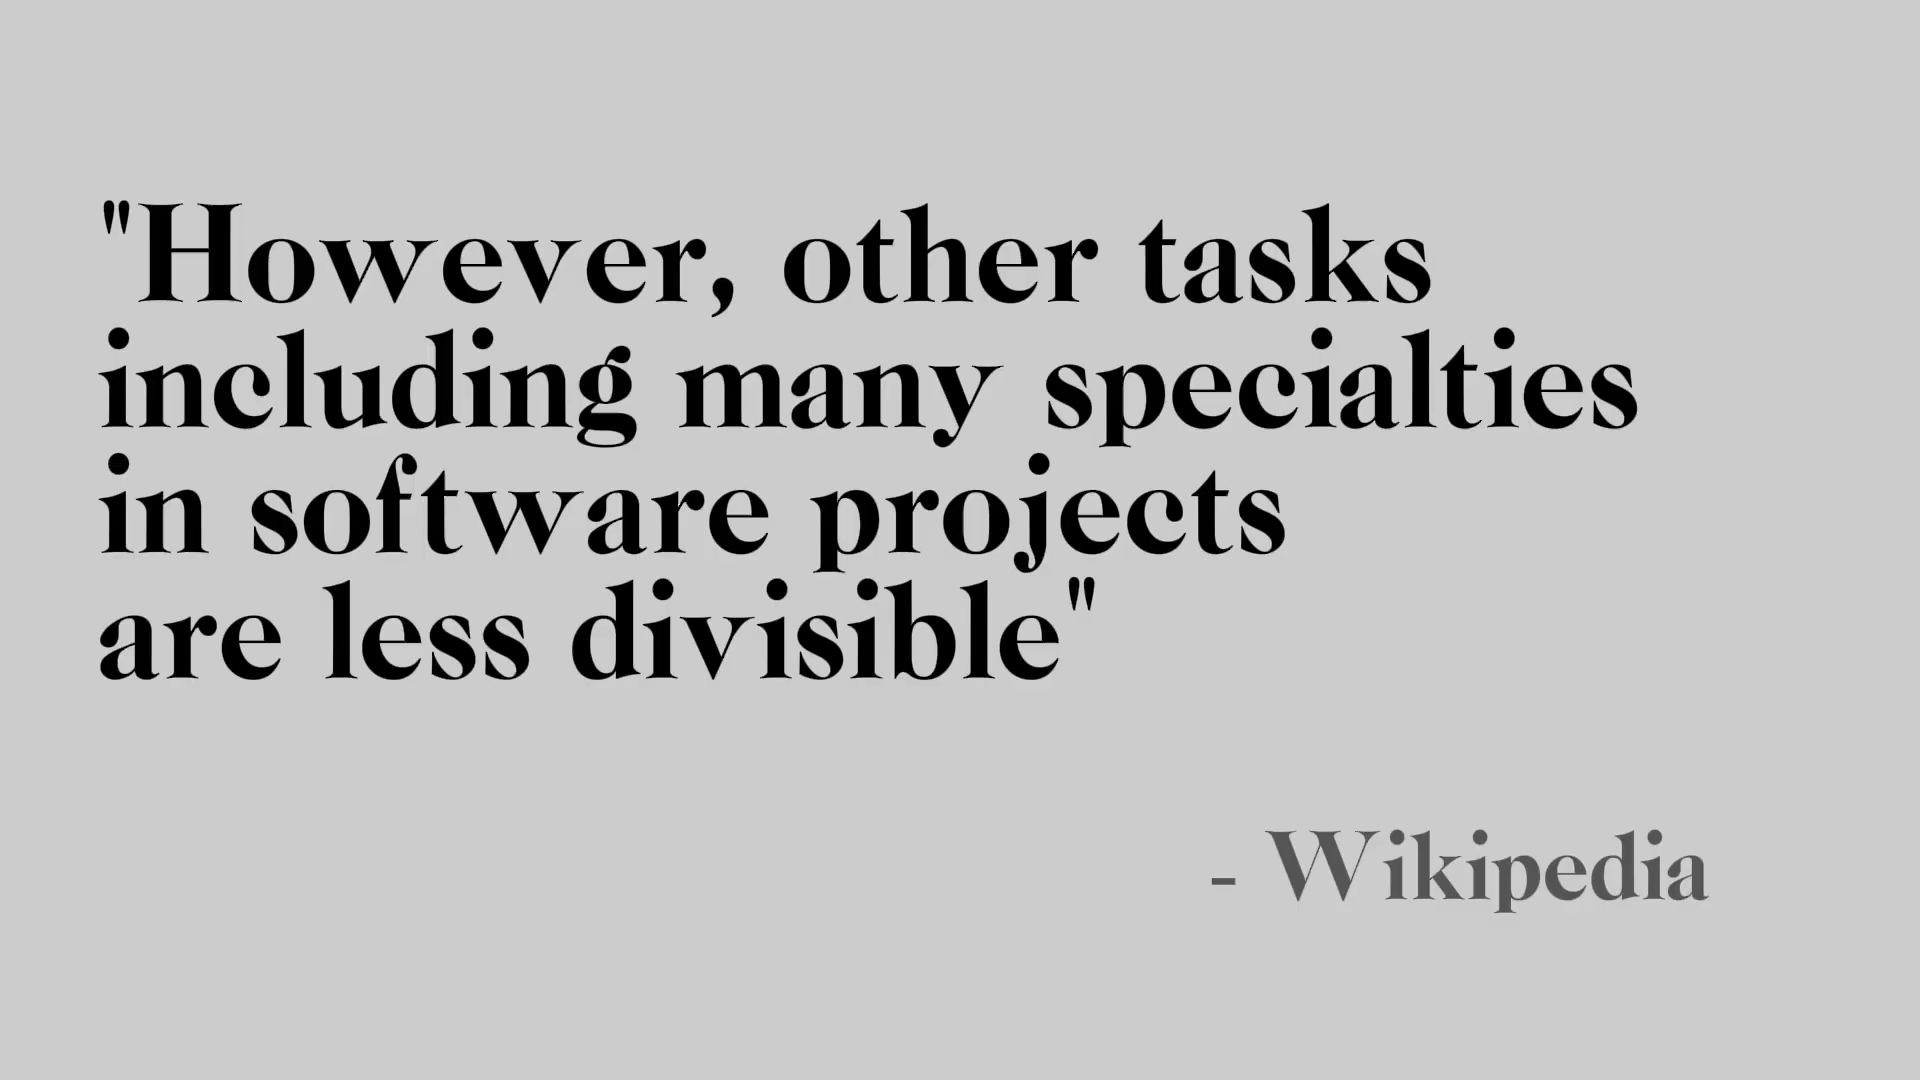 "However, other tasks
including many specialties
in software projects
are less divisible"
- Wikipedia